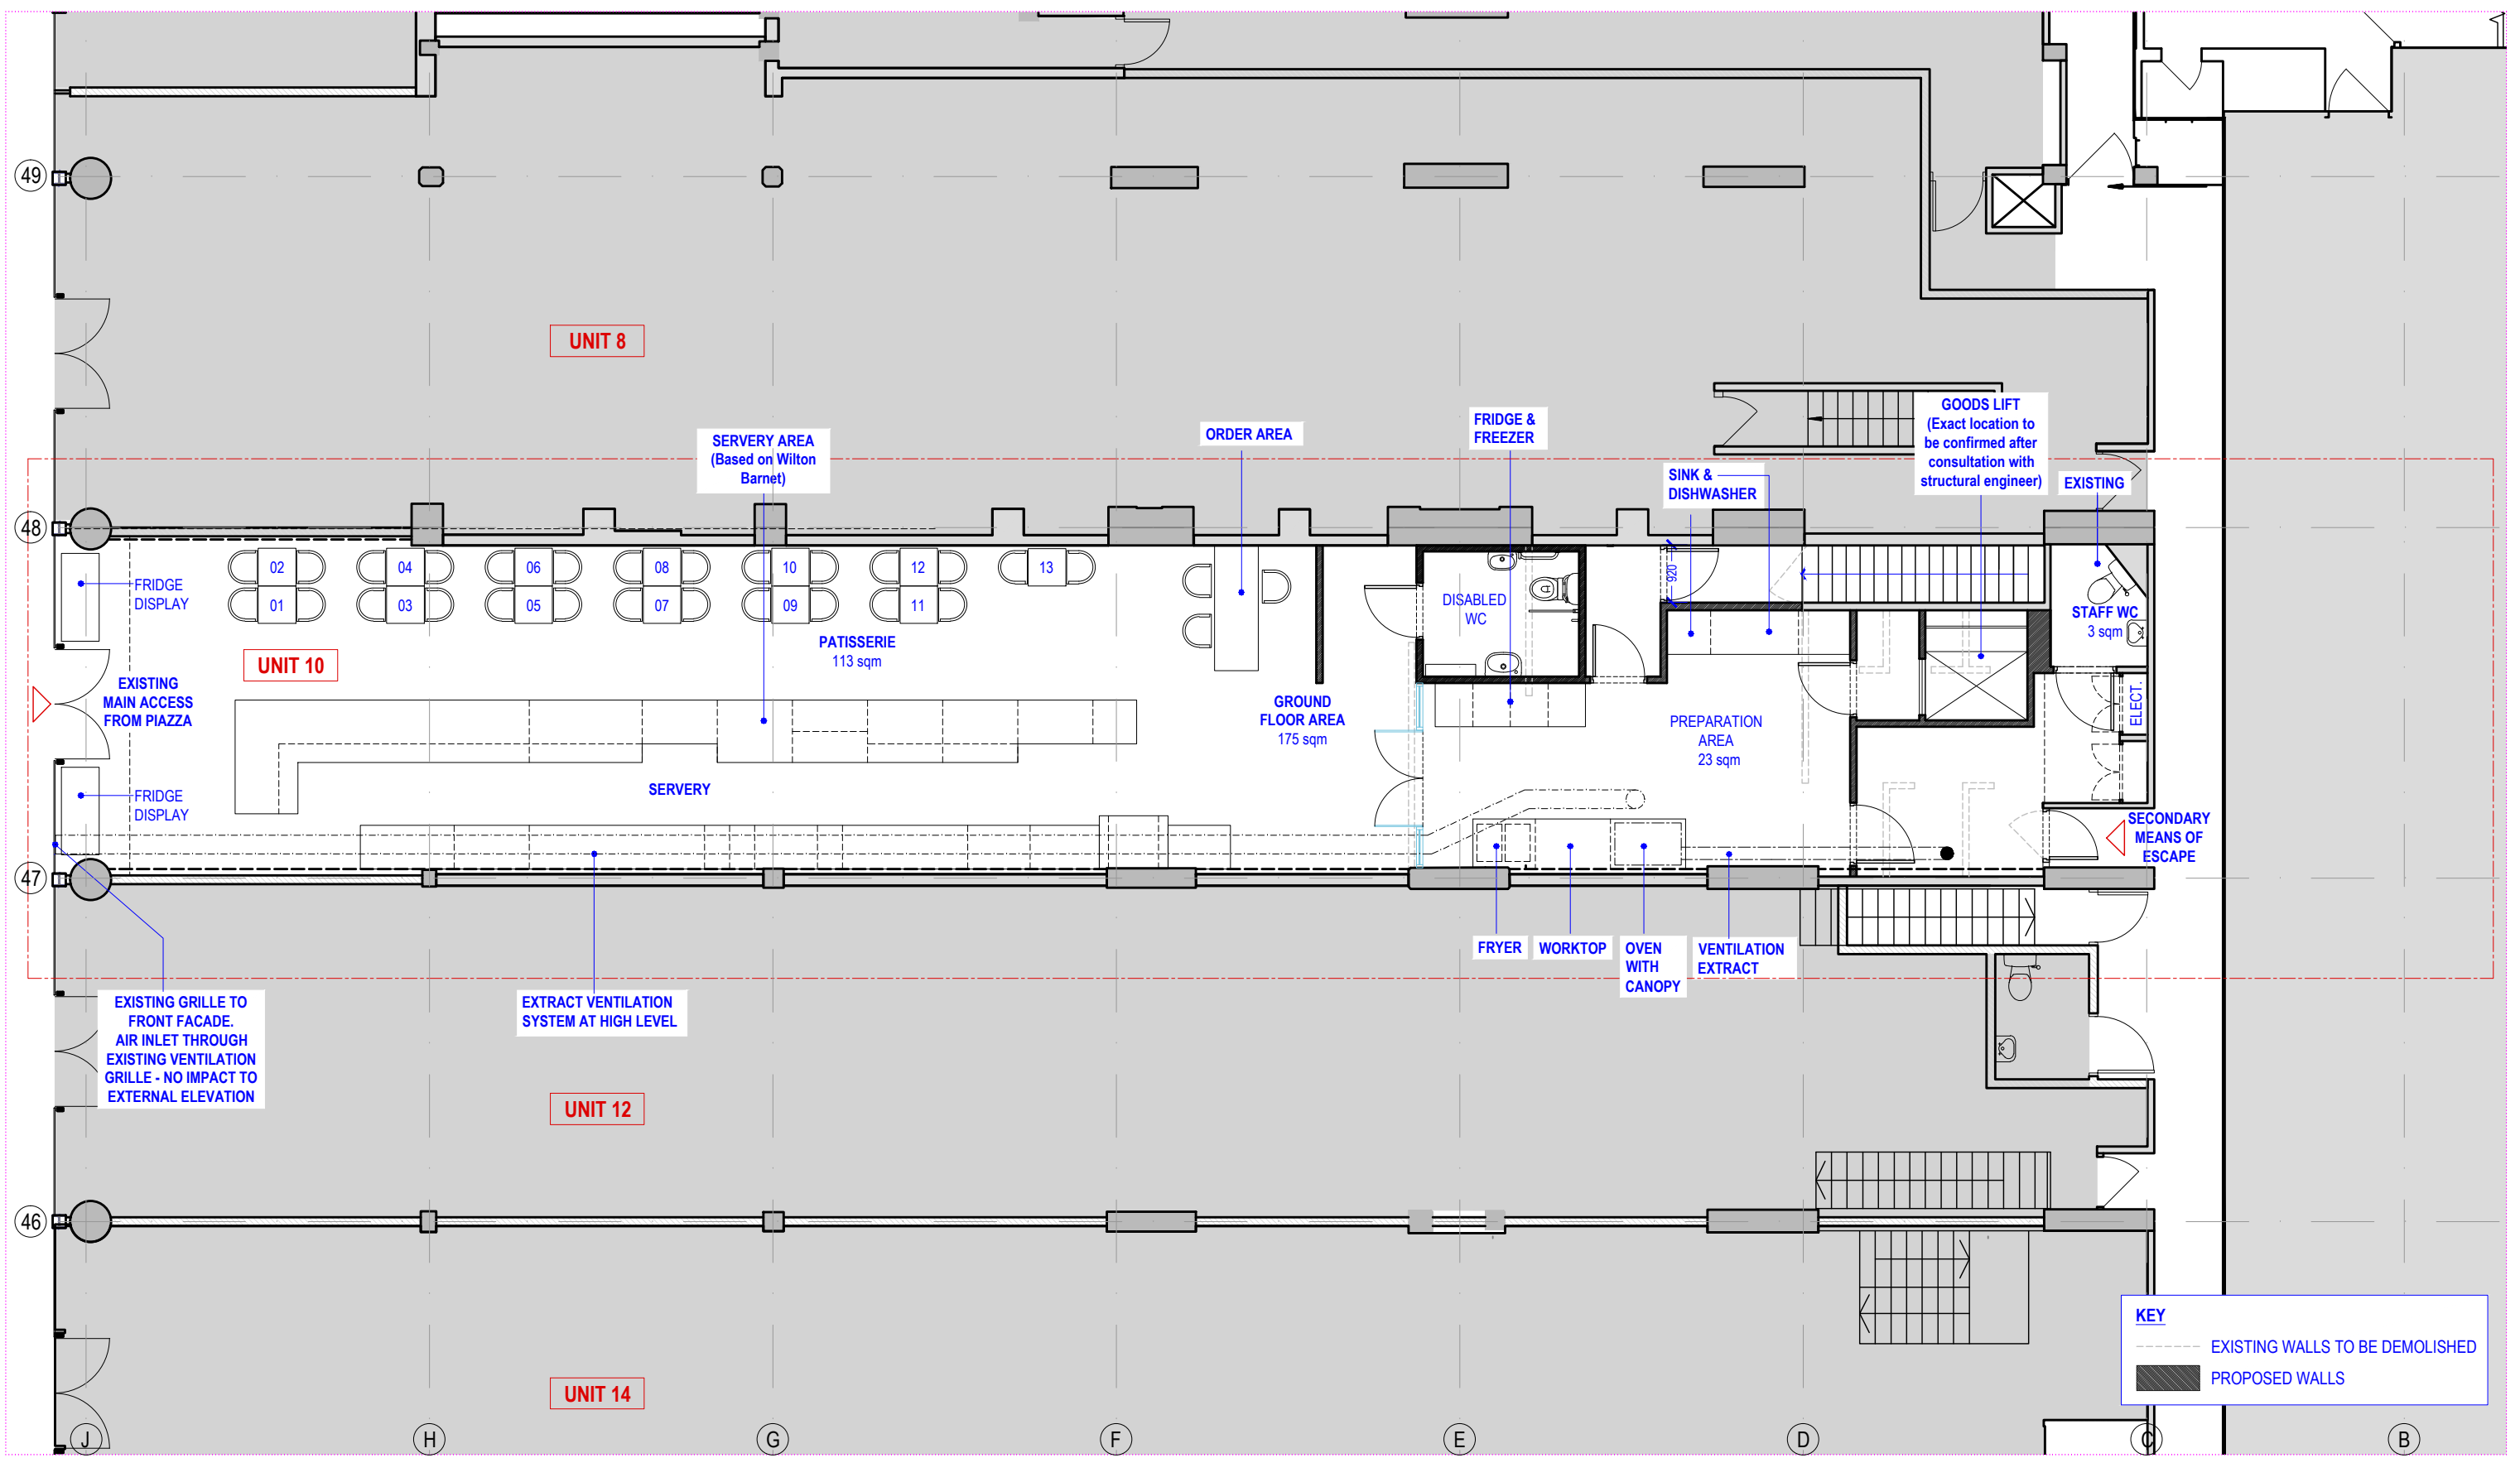 49
UNIT 8
GOODS LIFT
(Exact location to
be confirmed after
consultation with
structural engineer)
FRIDGE &
FREEZER
ORDER AREA
SERVERY AREA
(Based on Wilton
Barnet)
SINK &
DISHWASHER
EXISTING
48
02
04
06
08
10
12
13
01
03
05
07
09
11
FRIDGE
DISPLAY
920
DISABLED
WC
STAFF WC
3 sqm
PATISSERIE
113 sqm
UNIT 10
EXISTING
MAIN ACCESS
FROM PIAZZA
GROUND
FLOOR AREA
175 sqm
PREPARATION
AREA
23 sqm
ELECT.
SERVERY
FRIDGE
DISPLAY
SECONDARY
MEANS OF
ESCAPE
47
FRYER
WORKTOP
OVEN
WITH
CANOPY
VENTILATION
EXTRACT
EXISTING GRILLE TO
FRONT FACADE.
AIR INLET THROUGH
EXISTING VENTILATION
GRILLE - NO IMPACT TO
EXTERNAL ELEVATION
EXTRACT VENTILATION
SYSTEM AT HIGH LEVEL
UNIT 12
46
UNIT 14
KEY
EXISTING WALLS TO BE DEMOLISHED
PROPOSED WALLS
J
H
G
F
E
D
C
B